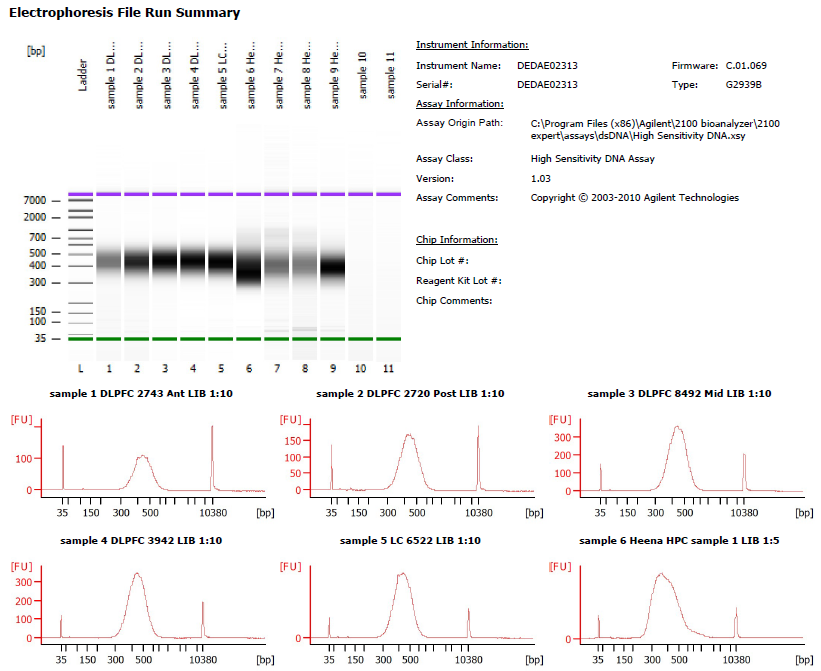 Electrophoresis File Run Summary
[bp]
Ladder
sample 1 DL...
sample 2 DL...
sample 3 DL...
sample 4 DL...
sample 5 LC...
sample 6 He...
sample 7 He...
sample 8 He...
sample 9 He...
sample 10
sample 11
7000
2000
700
500
400
300
150
100
35
L 1 2 3 4 5 6 7 8 9 10 11
Instrument Information:
Instrument Name: DEDAE02313 Firmware: C.01.069
Serial#: DEDAE02313 Type: G2939B
Assay Information:
Assay Origin Path: C:\Program Files (x86)\Agilent\2100 bioanalyzer\2100
expert\assays\dsDNA\High Sensitivity DNA.xsy
Assay Class: High Sensitivity DNA Assay
Version: 1.03
Assay Comments: Copyright © 2003-2010 Agilent Technologies
Chip Information:
Chip Lot #:
Reagent Kit Lot #:
Chip Comments:
sample 1 DLPFC 2743 Ant LIB 1:10
[FU]
100
0
35 150 300 500 10380 [bp]
sample 2 DLPFC 2720 Post LIB 1:10
[FU]
150
100
50
0
35 150 300 500 10380 [bp]
sample 3 DLPFC 8492 Mid LIB 1:10
[FU]
300
200
100
0
35 150 300 500 10380 [bp]
sample 4 DLPFC 3942 LIB 1:10
[FU]
300
200
100
0
35 150 300 500 10380 [bp]
sample 5 LC 6522 LIB 1:10
[FU]
0
35 150 300 500 10380 [bp]
sample 6 Heena HPC sample 1 LIB 1:5
[FU]
0
35 150 300 500 10380 [bp]